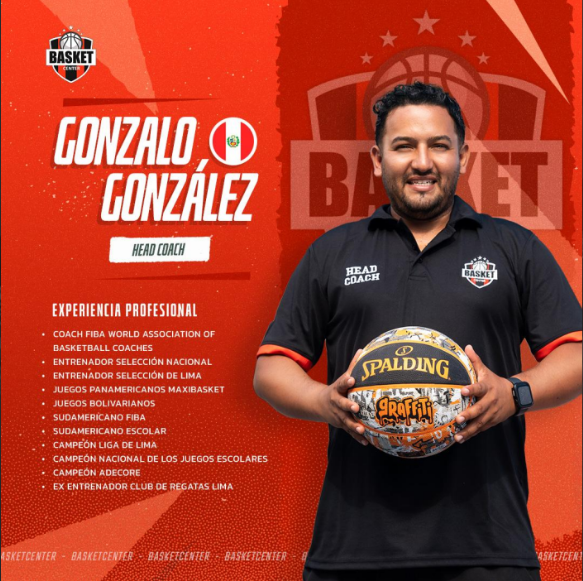 BASKET
CENTER
GONZALO
GONZÁLEZ
HEAD COACH
EXPERIENCIA PROFESIONAL
• COACH FIBA WORLD ASSOCIATION OF
BASKETBALL COACHES
• ENTRENADOR SELECCIÓN NACIONAL
• ENTRENADOR SELECCIÓN DE LIMA
• JUEGOS PANAMERICANOS MAXIBASKET
• JUEGOS BOLIVARIANOS
• SUDAMERICANO FIBA
• SUDAMERICANO ESCOLAR
• CAMPEÓN LIGA DE LIMA
• CAMPEÓN NACIONAL DE LOS JUEGOS ESCOLARES
• CAMPEÓN ADECORE
• EX ENTRENADOR CLUB DE REGATAS LIMA
BASKET
HEAD
COACH
BASKET
SPALDING
graffiti
ASKETCENTER - BASKETCENTER - BASKETCENTER - BASKETCENTER - B